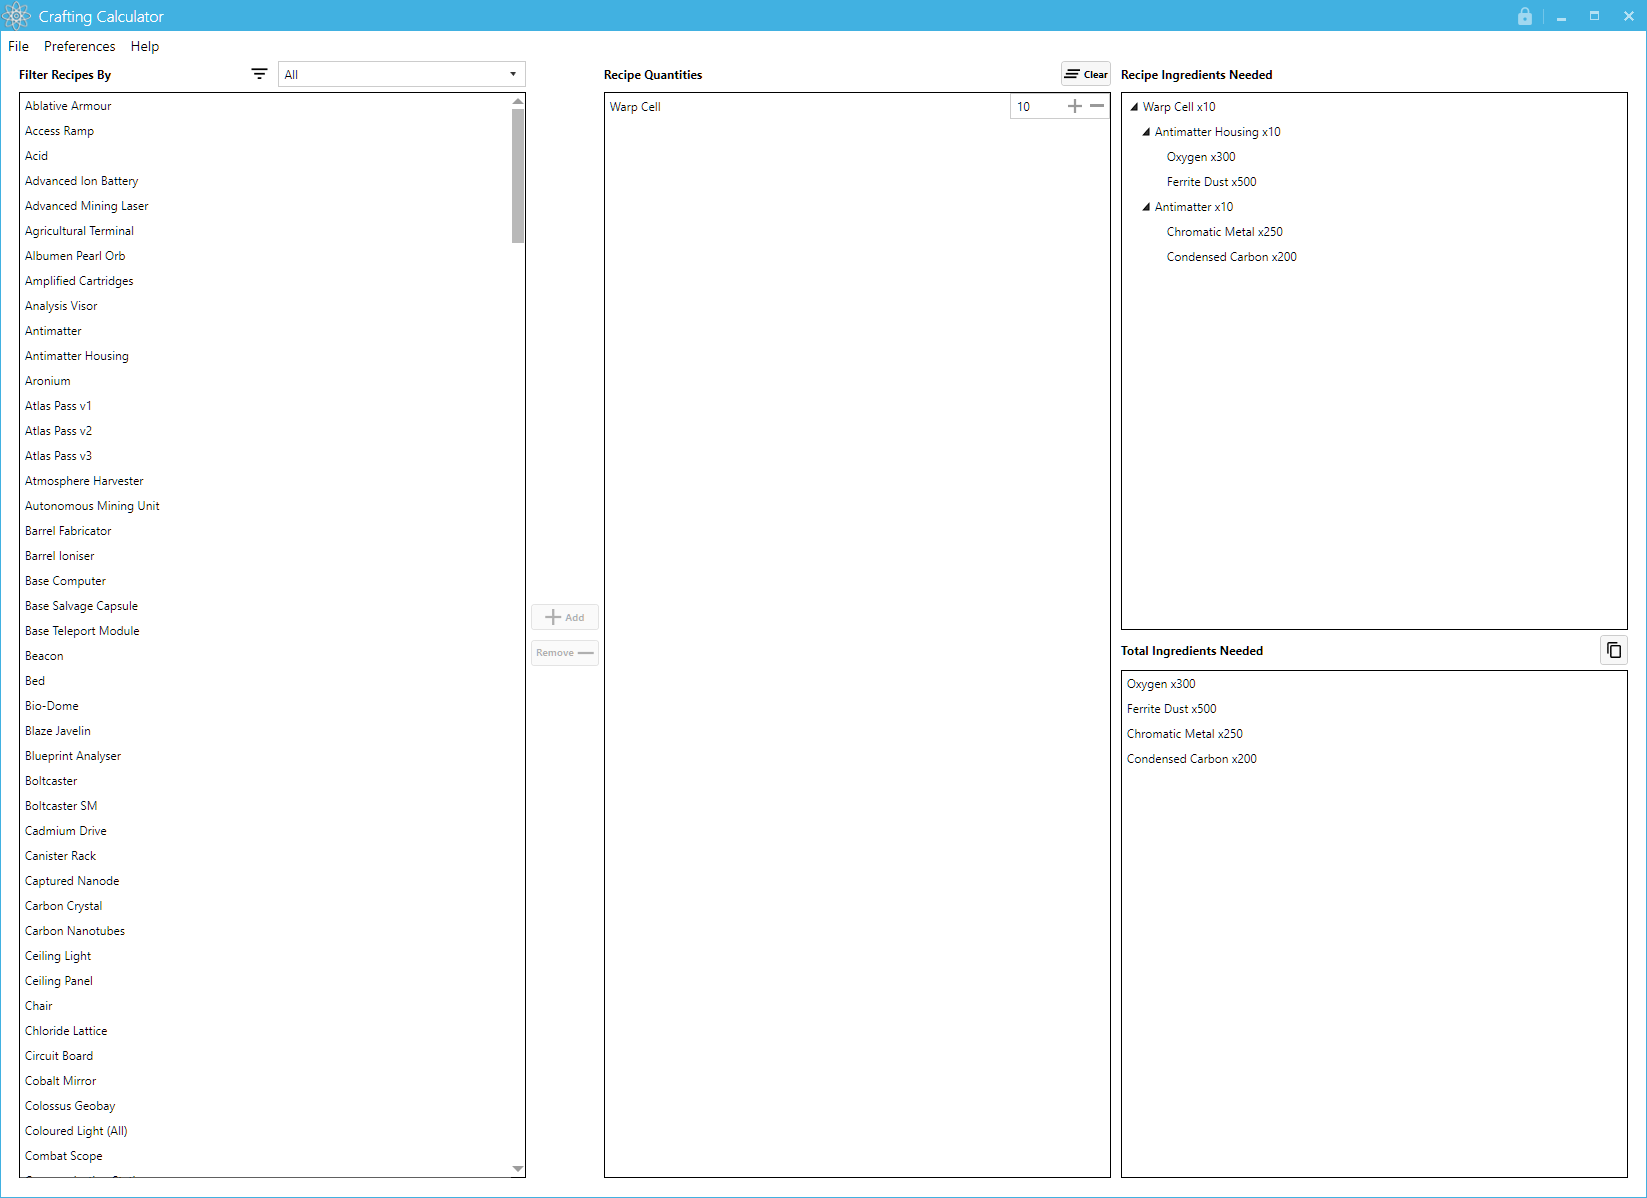 Crafting Calculator
File Preferences Help
Filter Recipes By
All
Ablative Armour
Access Ramp
Acid
Advanced Ion Battery
Advanced Mining Laser
Agricultural Terminal
Albumen Pearl Orb
Amplified Cartridges
Analysis Visor
Antimatter
Antimatter Housing
Aronium
Atlas Pass v1
Atlas Pass v2
Atlas Pass v3
Atmosphere Harvester
Autonomous Mining Unit
Barrel Fabricator
Barrel Ioniser
Base Computer
Base Salvage Capsule
Base Teleport Module
Beacon
Bed
Bio-Dome
Blaze Javelin
Blueprint Analyser
Boltcaster
Boltcaster SM
Cadmium Drive
Canister Rack
Captured Nanode
Carbon Crystal
Carbon Nanotubes
Ceiling Light
Ceiling Panel
Chair
Chloride Lattice
Circuit Board
Cobalt Mirror
Colossus Geobay
Coloured Light (All)
Combat Scope
Add
Remove
Recipe Quantities
Clear
Warp Cell 10
Recipe Ingredients Needed
Warp Cell x10
Antimatter Housing x10
Oxygen x300
Ferrite Dust x500
Antimatter x10
Chromatic Metal x250
Condensed Carbon x200
Total Ingredients Needed
Oxygen x300
Ferrite Dust x500
Chromatic Metal x250
Condensed Carbon x200